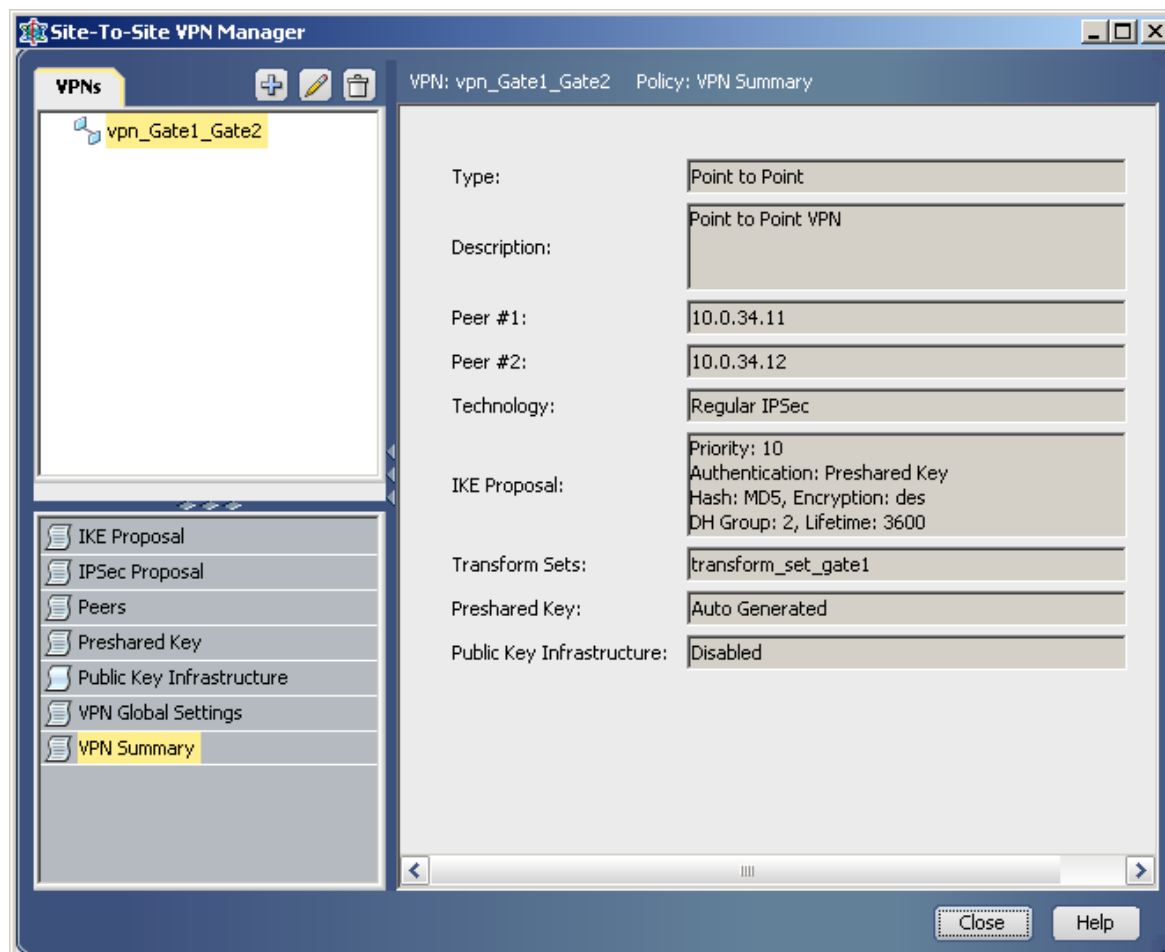 Site-To-Site VPN Manager
VPNs
vpn_Gate1_Gate2
IKE Proposal
IPSec Proposal
Peers
Preshared Key
Public Key Infrastructure
VPN Global Settings
VPN Summary
VPN: vpn_Gate1_Gate2 Policy: VPN Summary
Type: Point to Point
Description: Point to Point VPN
Peer #1: 10.0.34.11
Peer #2: 10.0.34.12
Technology: Regular IPSec
IKE Proposal:
Priority: 10
Authentication: Preshared Key
Hash: MD5, Encryption: des
DH Group: 2, Lifetime: 3600
Transform Sets: transform_set_gate1
Preshared Key: Auto Generated
Public Key Infrastructure: Disabled
Close Help